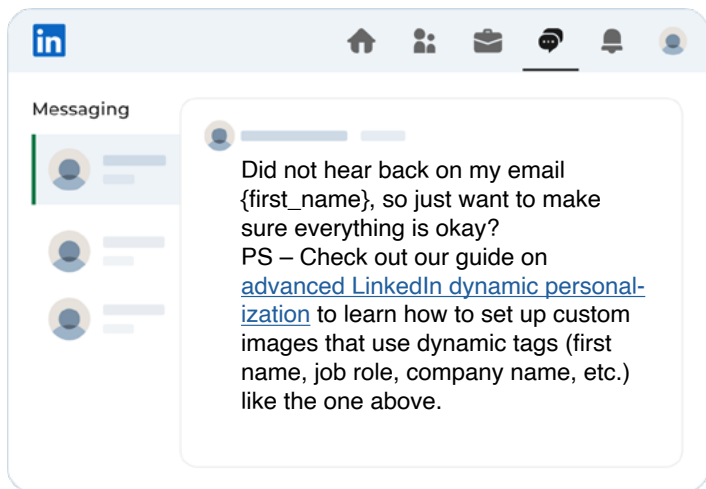 in
Messaging
Did not hear back on my email
{first_name}, so just want to make
sure everything is okay?
PS – Check out our guide on
advanced LinkedIn dynamic personal-
ization to learn how to set up custom
images that use dynamic tags (first
name, job role, company name, etc.)
like the one above.